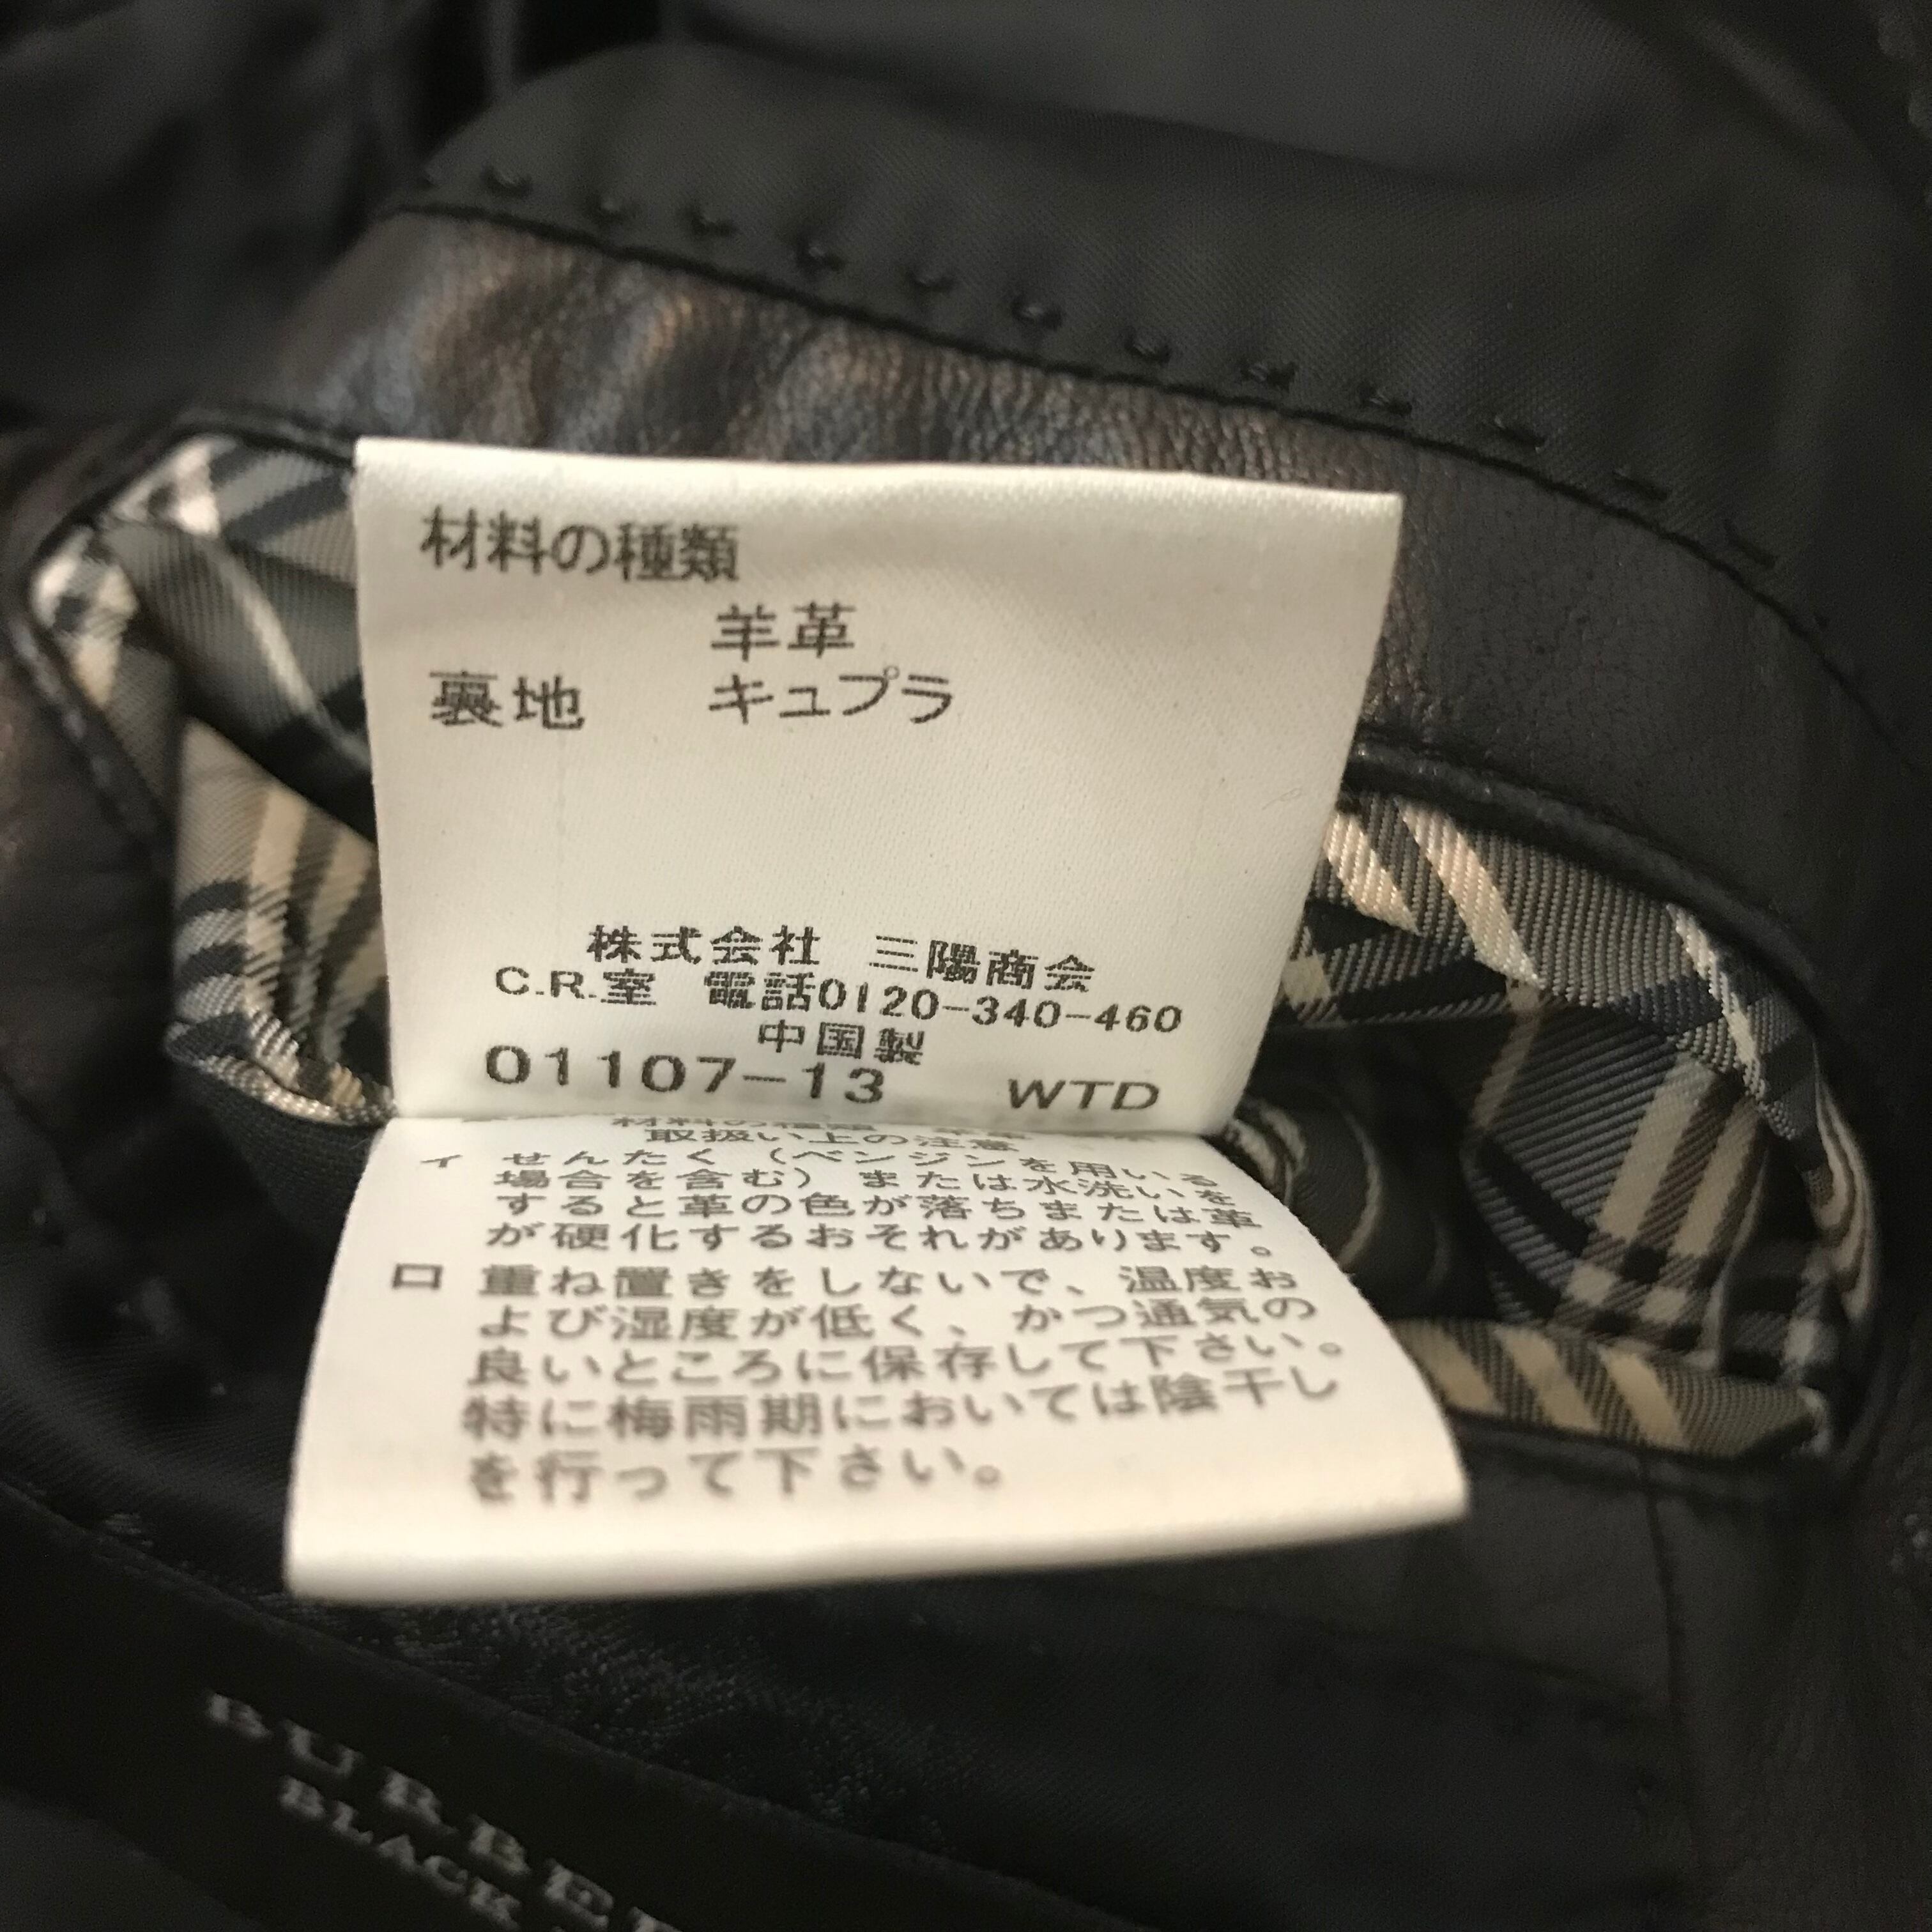 材料の種類
羊革
裏地 キュプラ
株式会社 三陽商会
C.R.室 電話0120-340-460
中国製
01107-13 WTD
材料の種類 羊革
取扱い上の注意
イ せんたく(ベンジンを用いる
場合を含む)または水洗いを
すると革の色が落ちまたは革
が硬化するおそれがあります。
ロ 重ね置きをしないで、温度お
よび湿度が低く、かつ通気の
良いところに保存して下さい。
特に梅雨期においては陰干し
を行って下さい。
BLACK